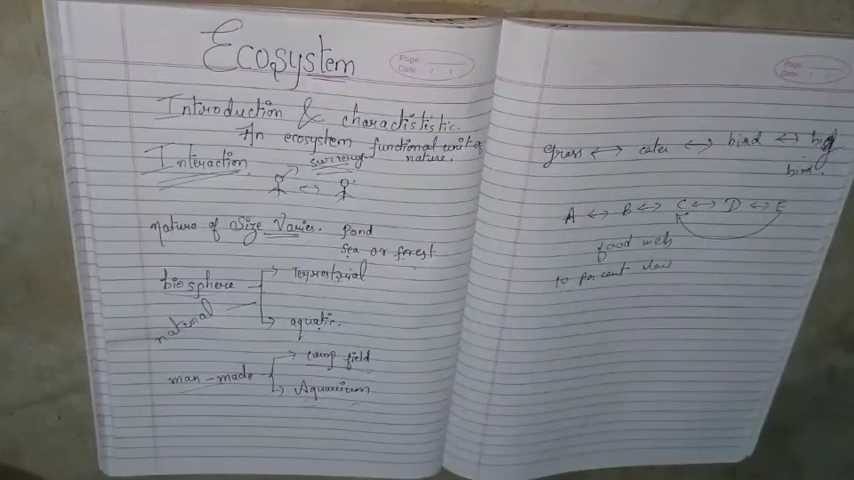 Ecosystem
Page
Date: / /
Introduction & charactististic.
An ecosystem functional unit of
nature.
Interaction
Nature of Size Varies. Pond
Sea or forest
biosphere
Terrestrial
natural
aquatic.
man-made
field
Aquarium
Page
Date: / /
Grass ↔ cater ↔ bird ↔ big
bird.
A ↔ B ↔ C ↔ D ↔ E
food web
10 per cent law